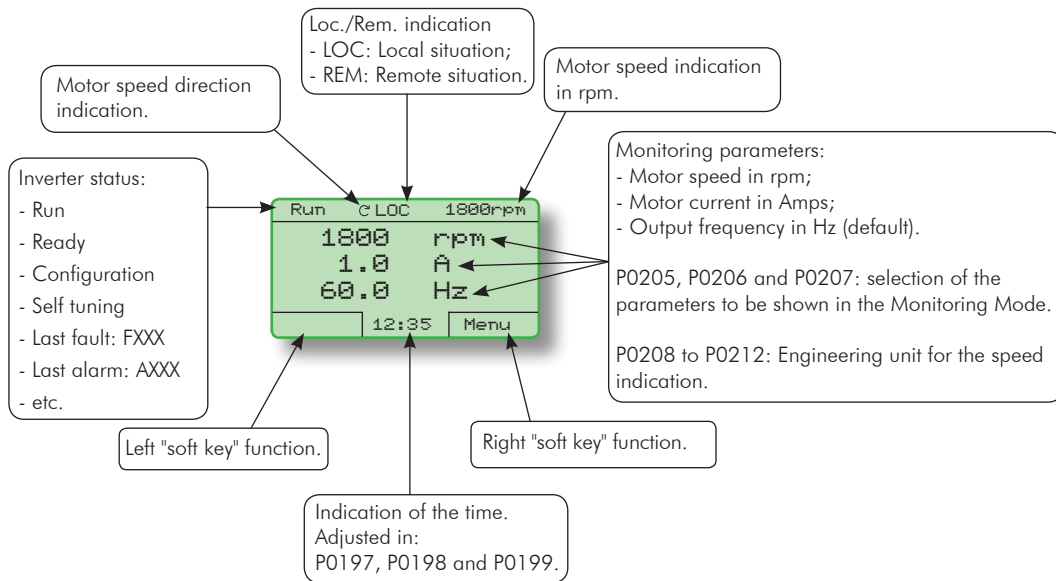 Loc./Rem. indication
- LOC: Local situation;
- REM: Remote situation.
Motor speed direction
indication.
Motor speed indication
in rpm.
Inverter status:
- Run
- Ready
- Configuration
- Self tuning
- Last fault: FXXX
- Last alarm: AXXX
- etc.
Run ⟳ LOC 1800rpm
1800 rpm
1.0 A
60.0 Hz
12:35 Menu
Monitoring parameters:
- Motor speed in rpm;
- Motor current in Amps;
- Output frequency in Hz (default).
P0205, P0206 and P0207: selection of the
parameters to be shown in the Monitoring Mode.
P0208 to P0212: Engineering unit for the speed
indication.
Left "soft key" function.
Right "soft key" function.
Indication of the time.
Adjusted in:
P0197, P0198 and P0199.